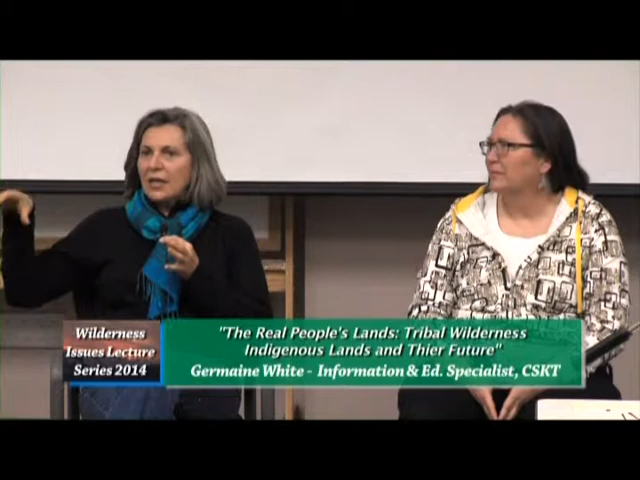 Wilderness
Issues Lecture
Series 2014
"The Real People's Lands: Tribal Wilderness
Indigenous Lands and Thier Future"
Germaine White - Information & Ed. Specialist, CSKT